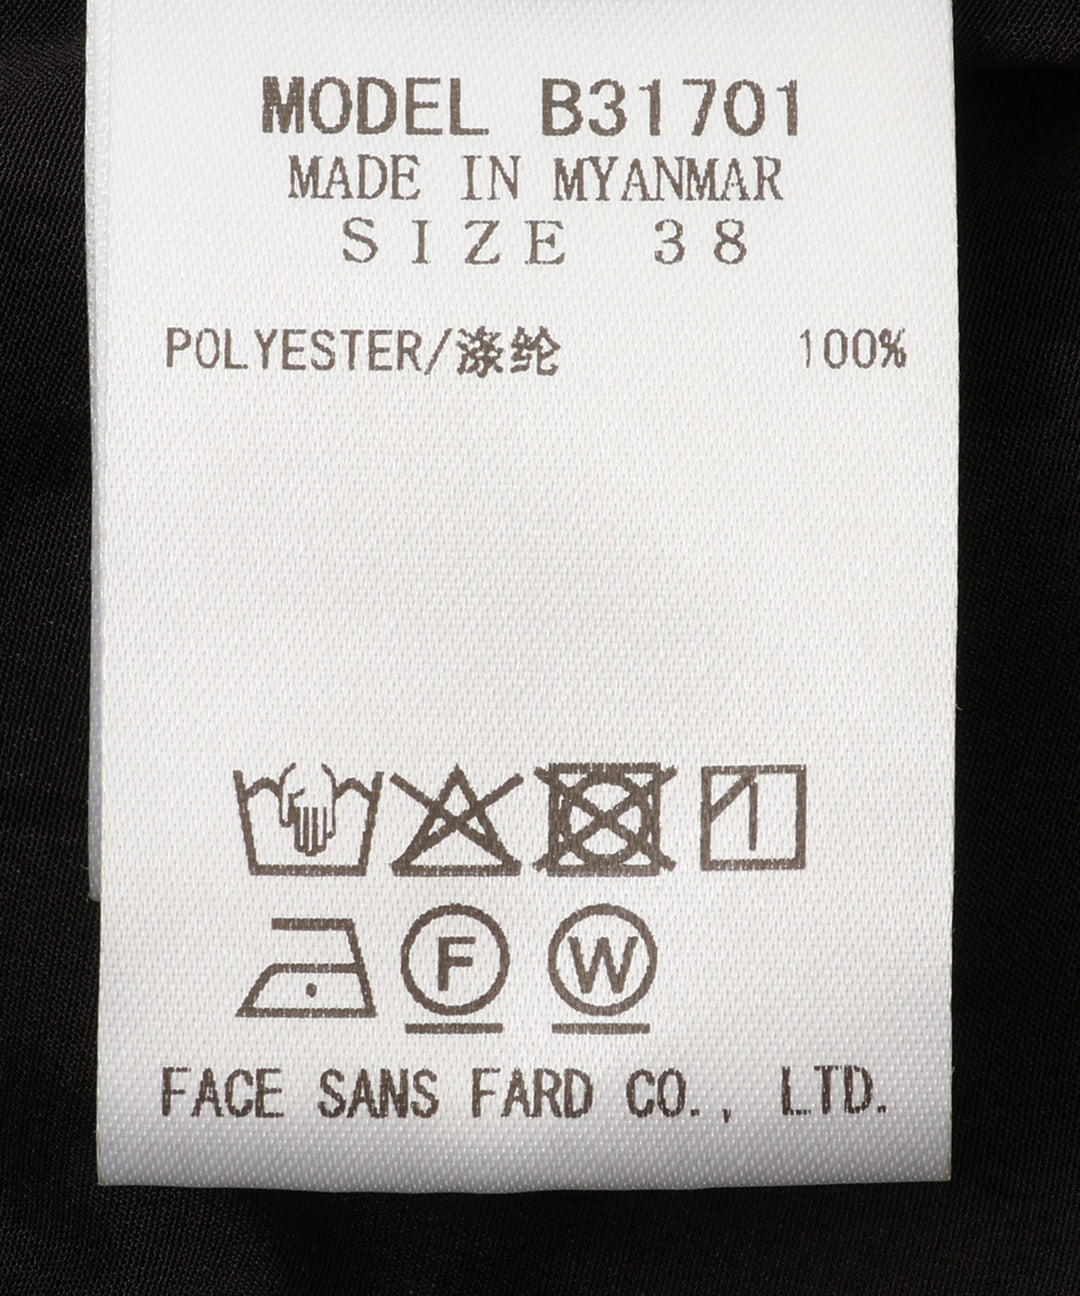 MODEL B31701
MADE IN MYANMAR
SIZE 38
POLYESTER/涤纶 100%
F W
FACE SANS FARD CO., LTD.